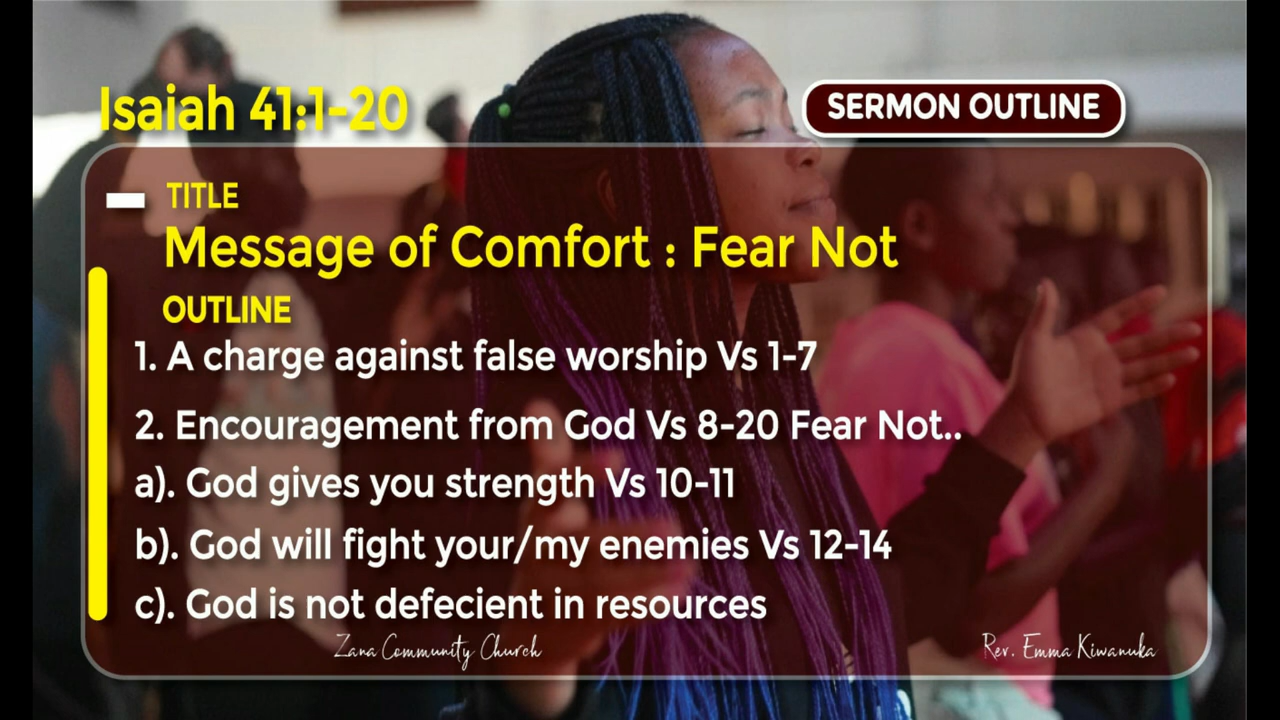 Isaiah 41:1-20
SERMON OUTLINE
TITLE
Message of Comfort : Fear Not
OUTLINE
1. A charge against false worship Vs 1-7
2. Encouragement from God Vs 8-20 Fear Not..
a). God gives you strength Vs 10-11
b). God will fight your/my enemies Vs 12-14
c). God is not defecient in resources
Zana Community Church
Rev. Emma Kiwanuka